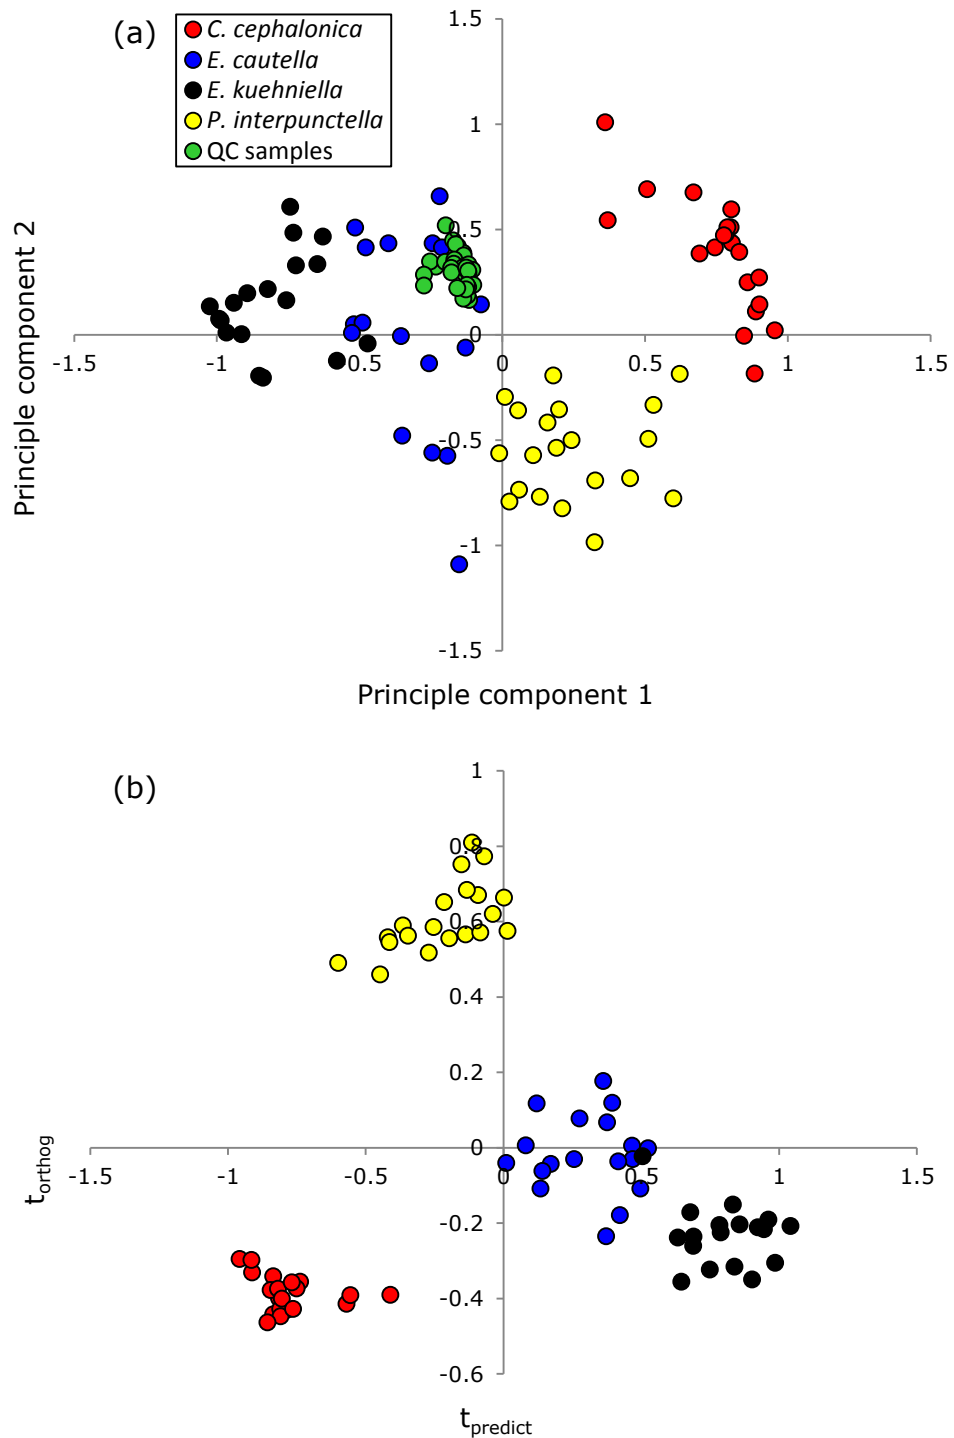 (a)
C. cephalonica
E. cautella
E. kuehniella
P. interpunctella
QC samples
1.5
1
0.5
0
-0.5
-1
-1.5
-1.5
-1
-0.5
0.5
1
1.5
Principle component 2
Principle component 1
(b)
1
0.8
0.6
0.4
0.2
0
-0.2
-0.4
-0.6
-1.5
-1
-0.5
0
0.5
1
1.5
torthog
tpredict